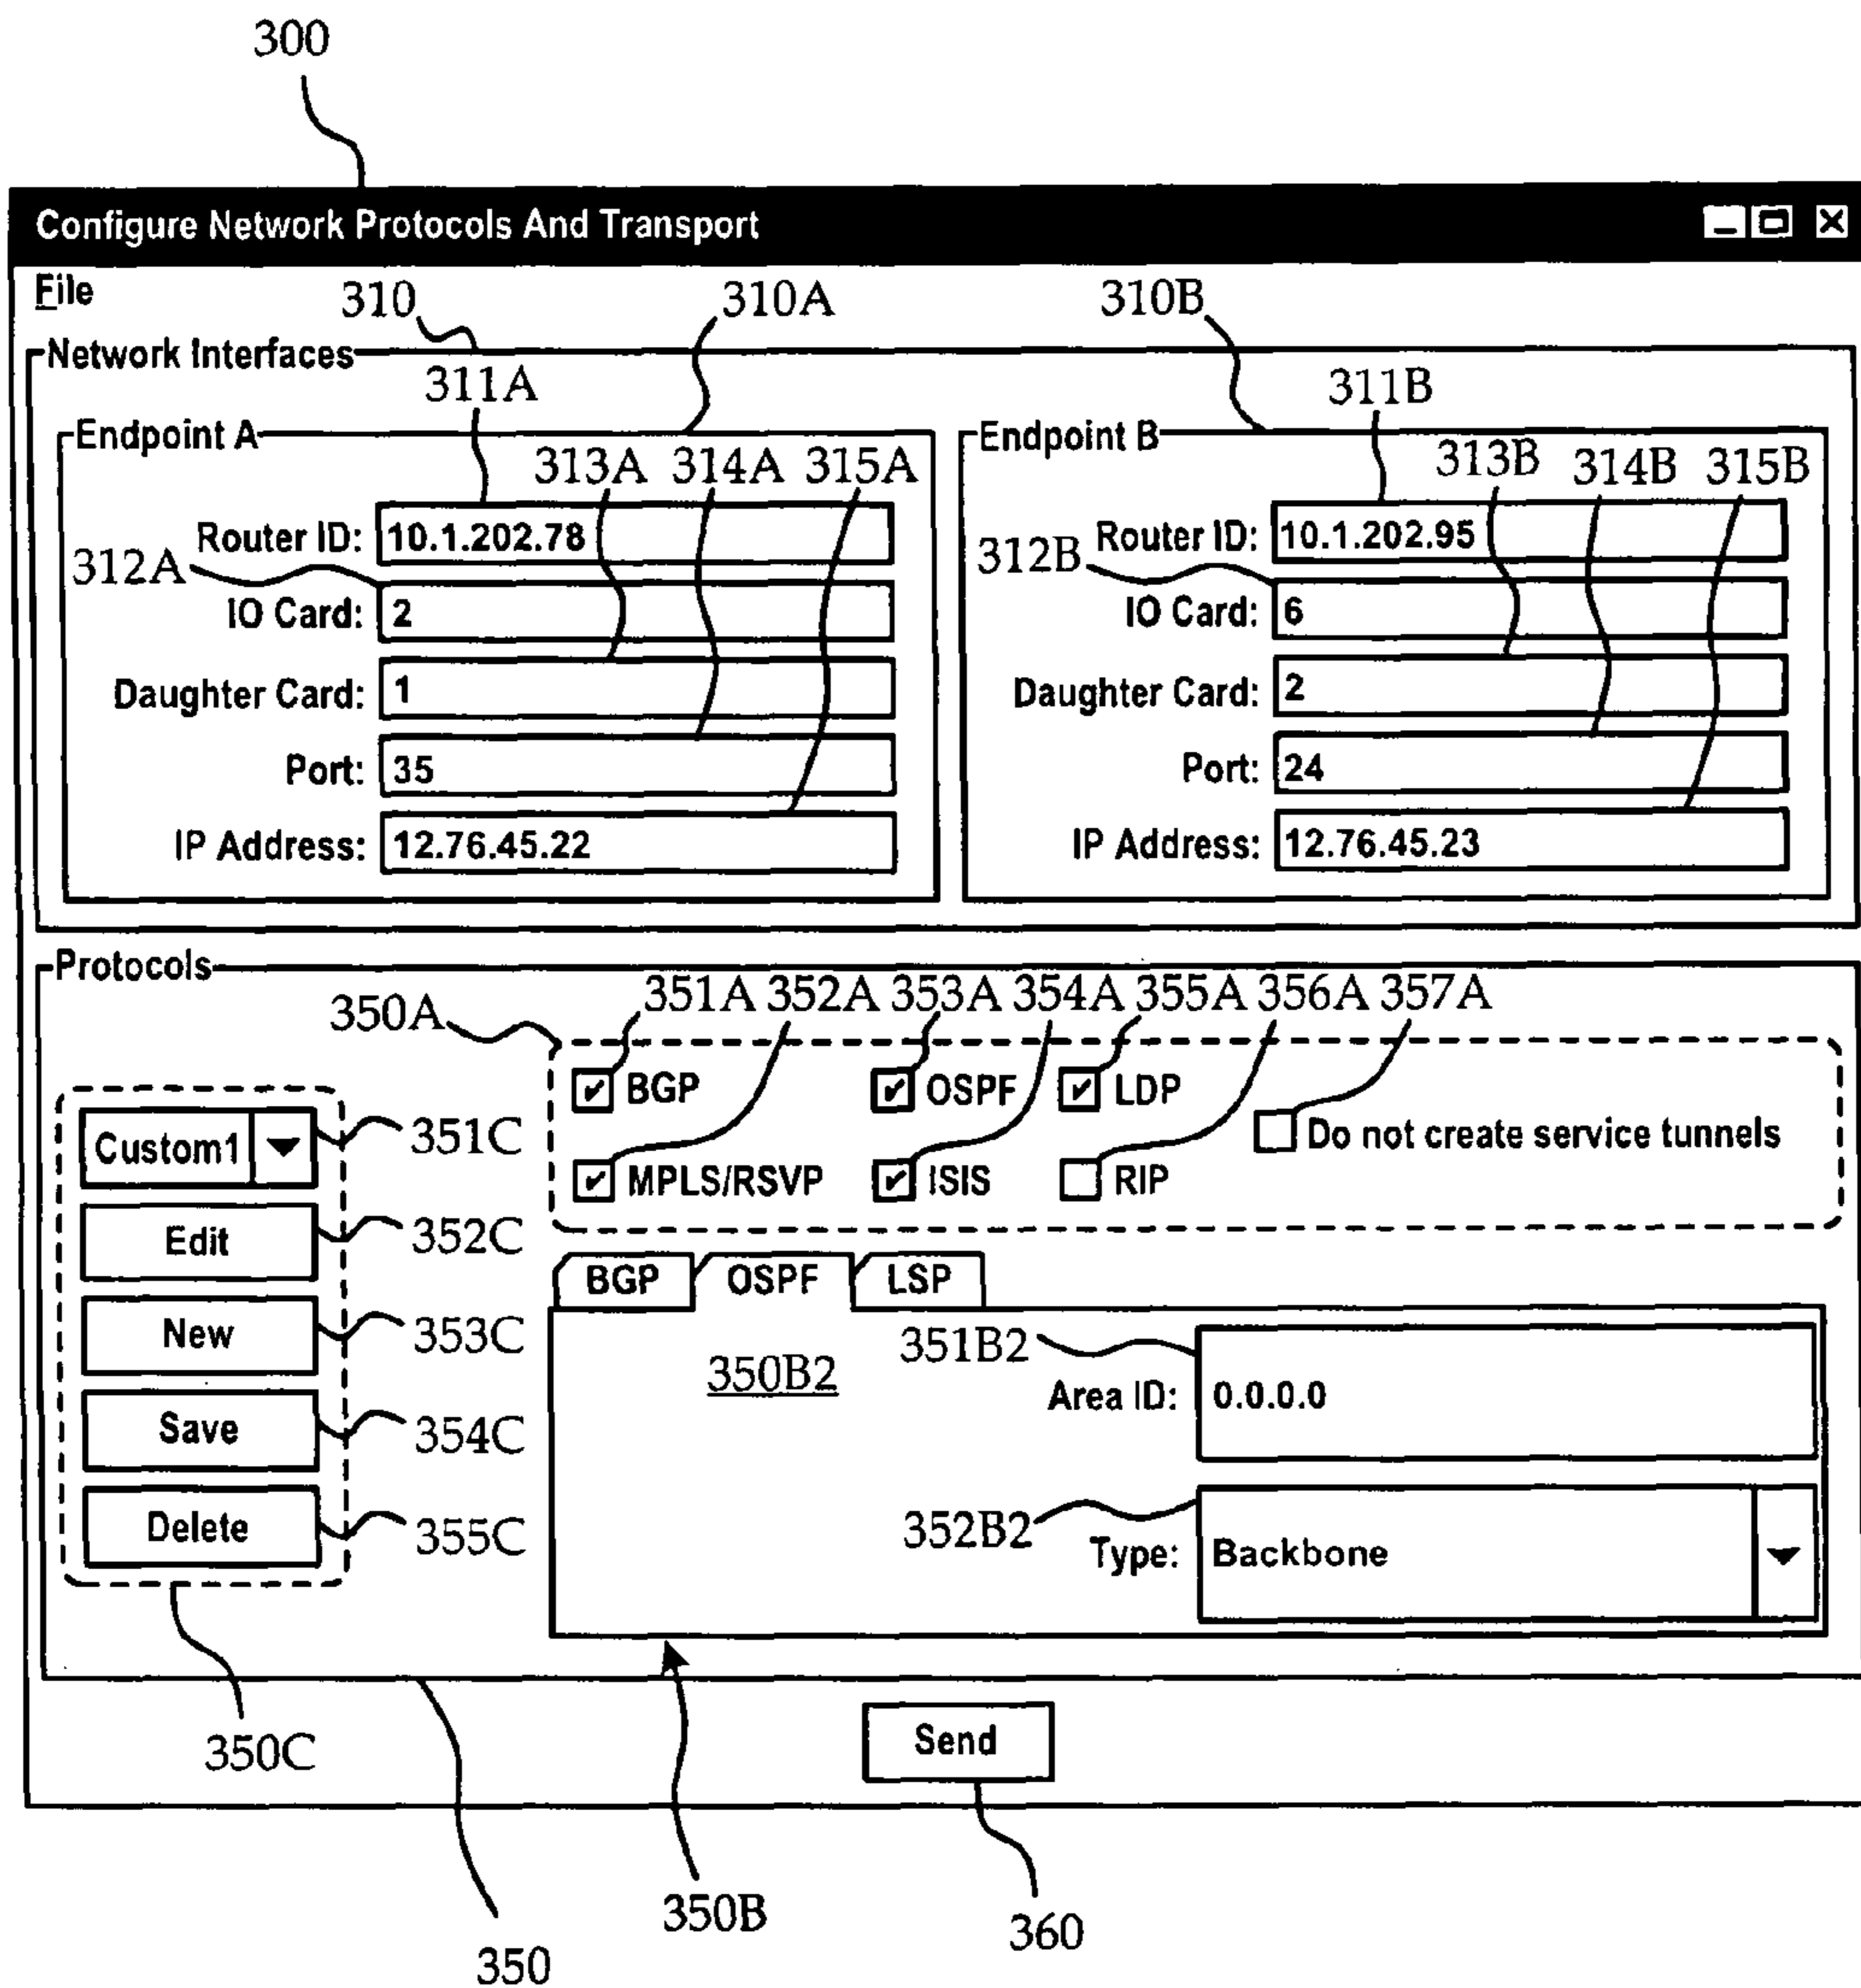 300
Configure Network Protocols And Transport
File 310 310A 310B
Network Interfaces
311A 311B
Endpoint A Endpoint B
313A 314A 315A 313B 314B 315B
Router ID: 10.1.202.78 Router ID: 10.1.202.95
312A 312B
IO Card: 2 IO Card: 6
Daughter Card: 1 Daughter Card: 2
Port: 35 Port: 24
IP Address: 12.76.45.22 IP Address: 12.76.45.23
Protocols
350A 351A 352A 353A 354A 355A 356A 357A
BGP OSPF LDP
Custom1 351C Do not create service tunnels
MPLS/RSVP ISIS RIP
Edit 352C
BGP OSPF LSP
New 353C 351B2
350B2
Area ID: 0.0.0.0
Save 354C
Delete 355C 352B2
Type: Backbone
350C Send
350B 360
350